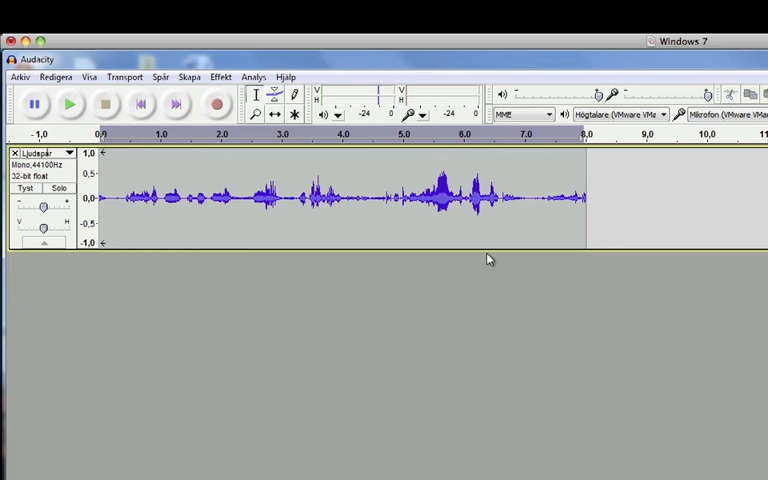 Windows 7
Audacity
Arkiv Redigera Visa Transport Spår Skapa Effekt Analys Hjälp
V
H
-24 0
V
H
-24 0
MME
Högtalare (VMware VMa
Mikrofon (VMware VMa
-1,0 0,0 1,0 2,0 3,0 4,0 5,0 6,0 7,0 8,0 9,0 10,0 11,0
Ljudspår
Mono,44100Hz
32-bit float
Tyst Solo
- +
V H
1,0
0,5-
0,0-
-0,5-
-1,0